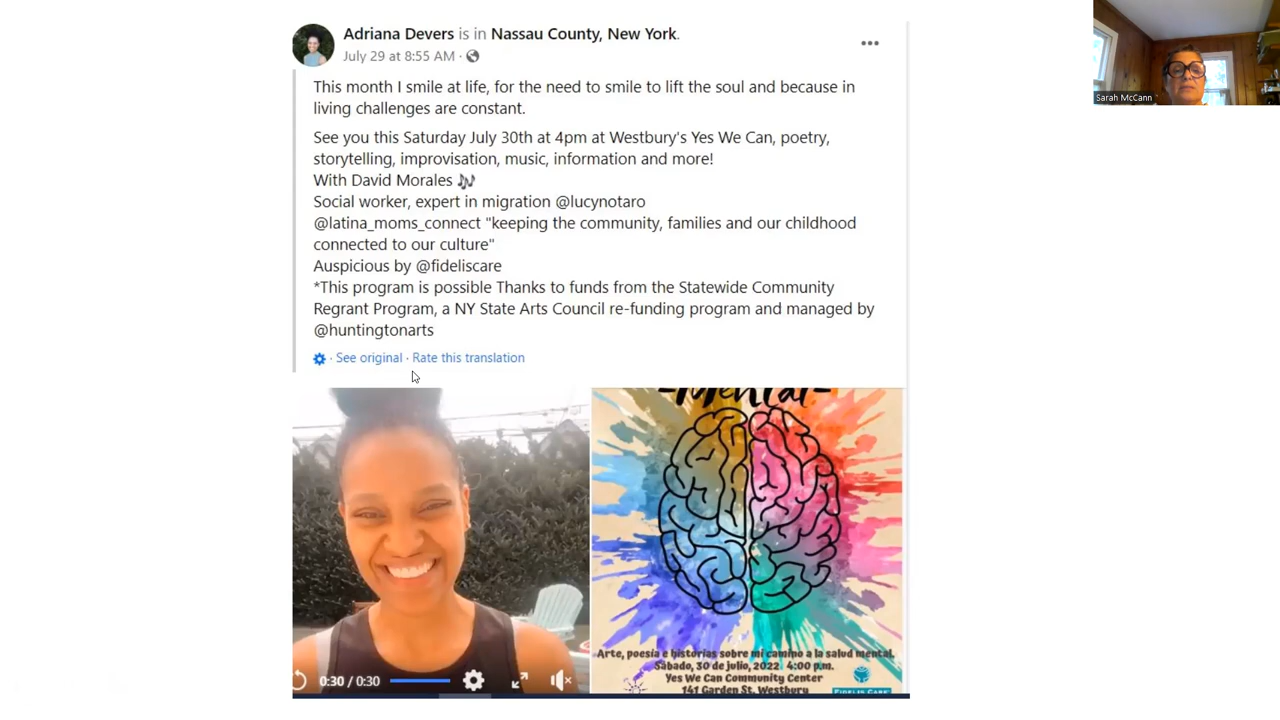 Adriana Devers is in Nassau County, New York.
July 29 at 8:55 AM ·
This month I smile at life, for the need to smile to lift the soul and because in
living challenges are constant.
See you this Saturday July 30th at 4pm at Westbury's Yes We Can, poetry,
storytelling, improvisation, music, information and more!
With David Morales 🎶
Social worker, expert in migration @lucynotaro
@latina_moms_connect "keeping the community, families and our childhood
connected to our culture"
Auspicious by @fideliscare
*This program is possible Thanks to funds from the Statewide Community
Regrant Program, a NY State Arts Council re-funding program and managed by
@huntingtonarts
· See original · Rate this translation
0:30 / 0:30
-Mental-
Arte, poesía e historias sobre mi camino a la salud mental.
Sábado, 30 de julio, 2022 4:00 p.m.
Yes We Can Community Center
141 Garden St. Westbury
FIDELIS CARE
Sarah McCann